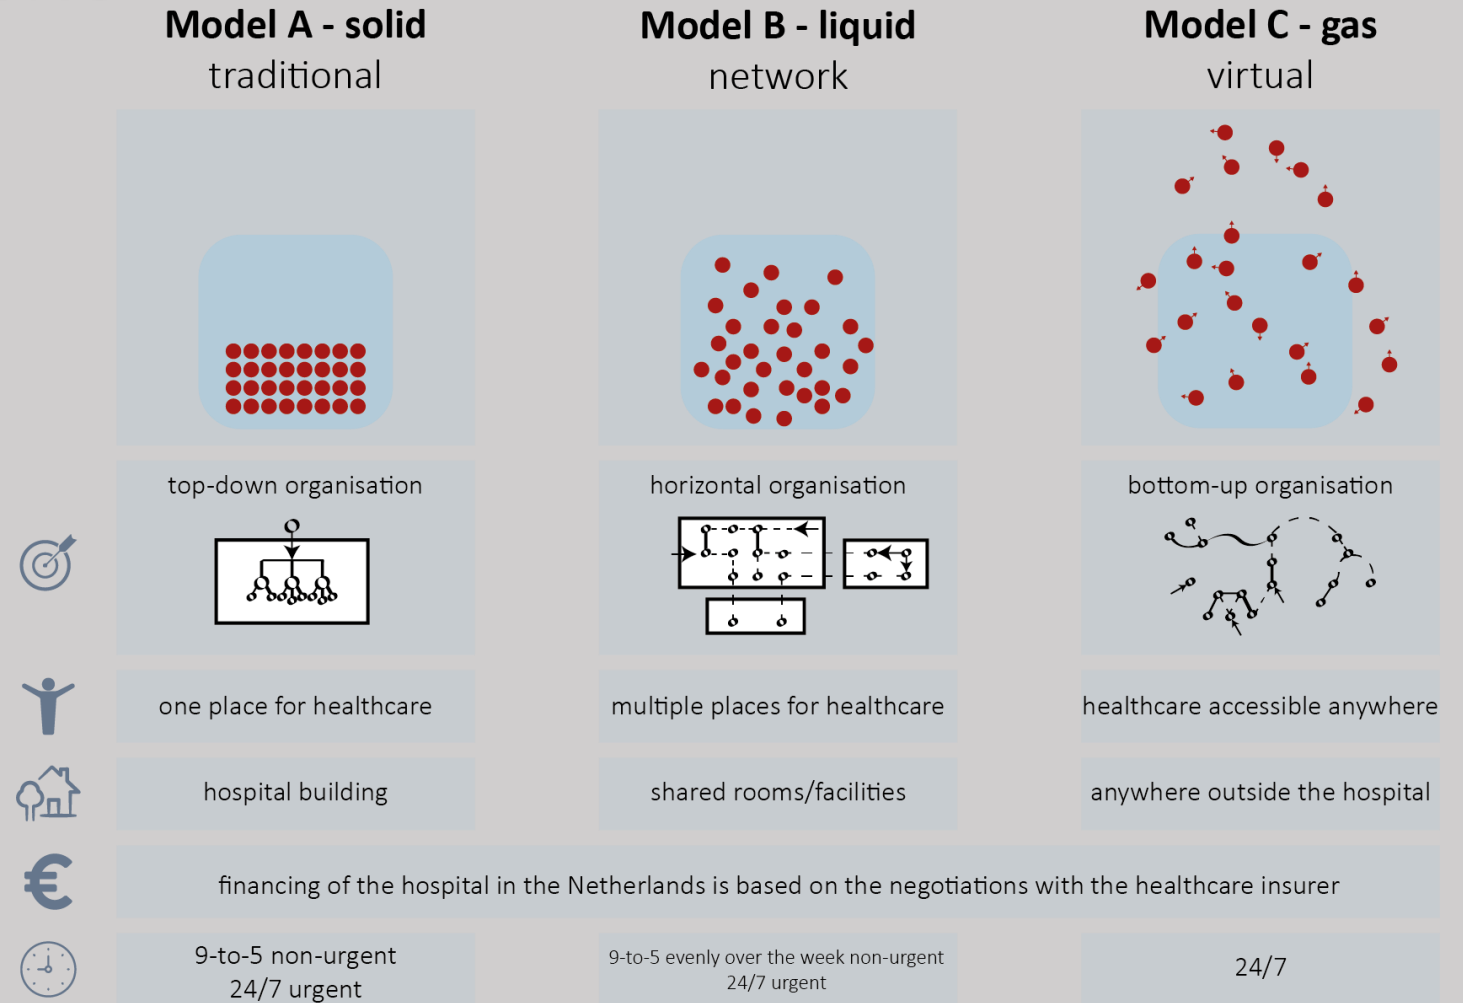 Model A - solid
traditional
Model B - liquid
network
Model C - gas
virtual
top-down organisation
horizontal organisation
bottom-up organisation
one place for healthcare
multiple places for healthcare
healthcare accessible anywhere
hospital building
shared rooms/facilities
anywhere outside the hospital
€
financing of the hospital in the Netherlands is based on the negotiations with the healthcare insurer
9-to-5 non-urgent
24/7 urgent
9-to-5 evenly over the week non-urgent
24/7 urgent
24/7